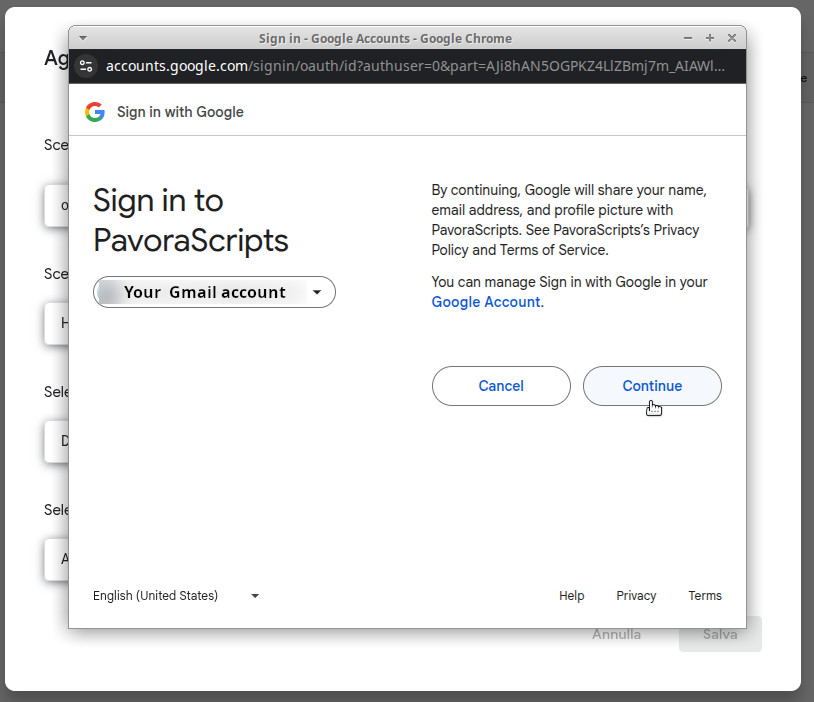 Sign in - Google Accounts - Google Chrome
accounts.google.com/signin/oauth/id?authuser=0&part=AJi8hAN5OGPKZ4LlZBmj7m_AIAWl...
Ag
e
Sign in with Google
Sce
o
Sce
H
Sele
D
Sele
A
Sign in to
PavoraScripts
Your Gmail account
By continuing, Google will share your name,
email address, and profile picture with
PavoraScripts. See PavoraScripts's Privacy
Policy and Terms of Service.
You can manage Sign in with Google in your
Google Account.
Cancel
Continue
English (United States)
Help
Privacy
Terms
Annulla
Salva